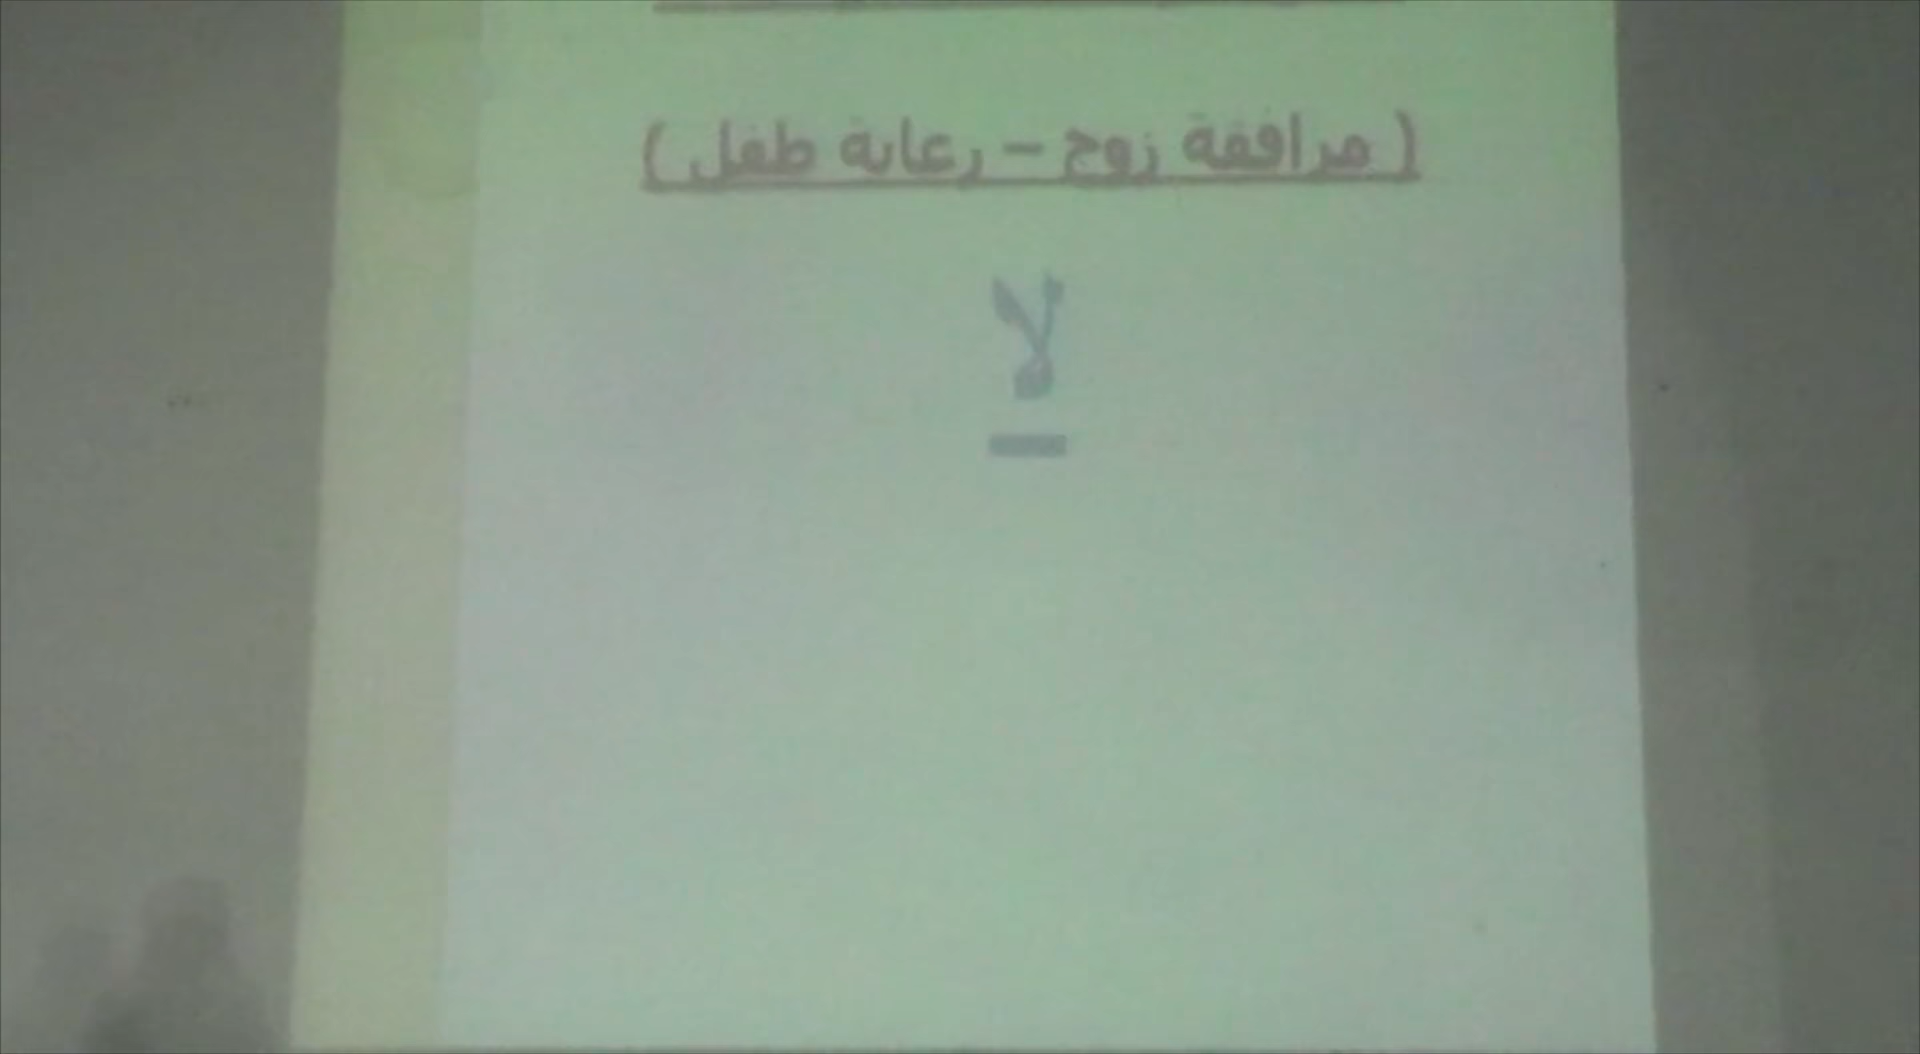 ( مرافقة زوج – رعاية طفل )
لا